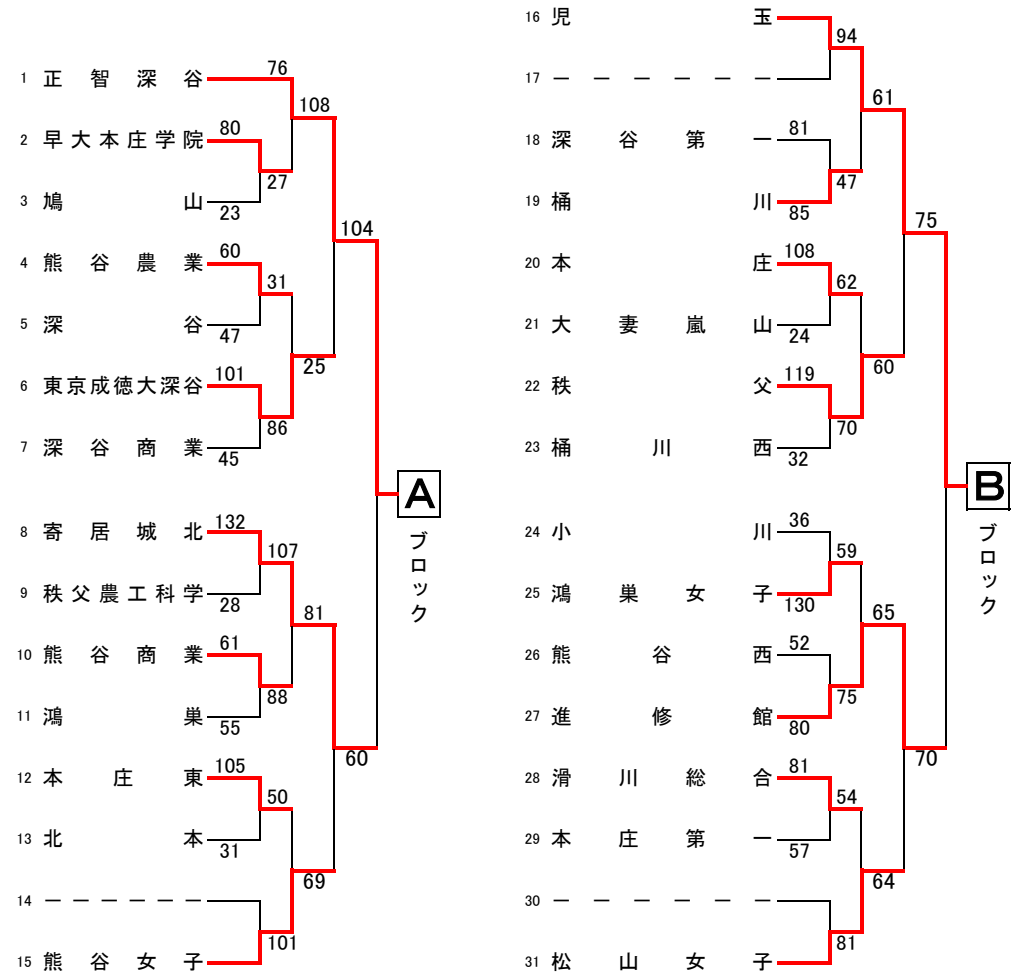 1 正智深谷 76
108
2 早大本庄学院 80
27
3 鳩山 23
104
4 熊谷農業 60
31
5 深谷 47
25
6 東京成徳大深谷 101
86
7 深谷商業 45
A
ブロック
8 寄居城北 132
107
9 秩父農工科学 28
81
10 熊谷商業 61
88
11 鴻巣 55
60
12 本庄東 105
50
13 北本 31
69
14 ーーーーーー
101
15 熊谷女子
16 児玉
94
17 ーーーーーー
61
18 深谷第一 81
47
19 桶川 85
75
20 本庄 108
62
21 大妻嵐山 24
60
22 秩父 119
70
23 桶川西 32
B
ブロック
24 小川 36
59
25 鴻巣女子 130
65
26 熊谷西 52
75
27 進修館 80
70
28 滑川総合 81
54
29 本庄第一 57
64
30 ーーーーーー
81
31 松山女子